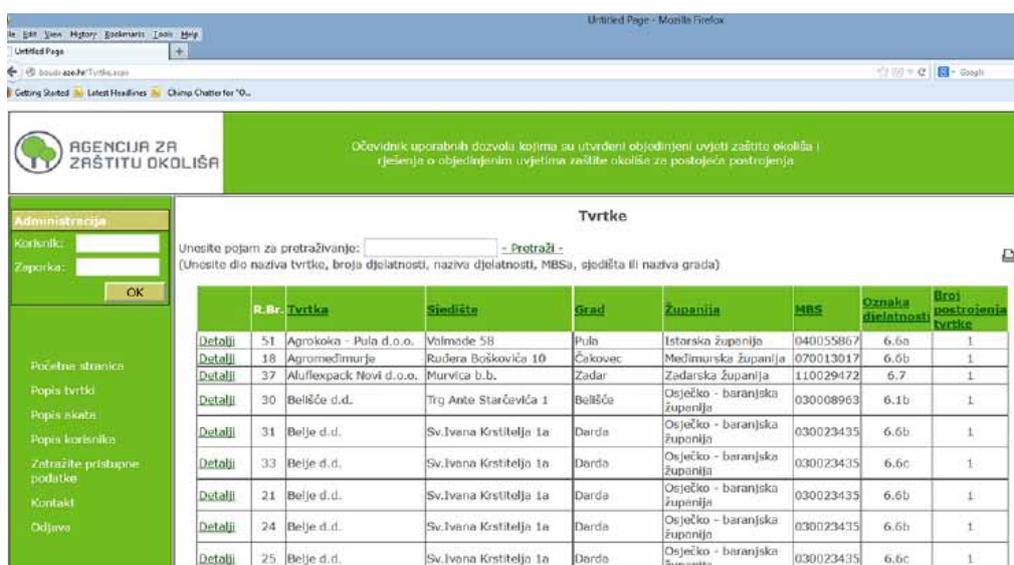 Untitled Page - Mozilla Firefox
Edit View History Bookmarks Tools Help
Untitled Page +
Google
Getting Started Latest Headlines Chimp Chatter for "O...
AGENCIJA ZA
ZAŠTITU OKOLIŠA
Očevidnik uporabnih dozvola kojima su utvrđeni objedinjeni uvjeti zaštite okoliša i
rješenja o objedinjenim uvjetima zaštite okoliša za postojeća postrojenja
Administracija
Korisnik:
Zaporka:
OK
Početna stranica
Popis tvrtki
Popis akata
Popis korisnika
Zatražite pristupne
podatke
Kontakt
Odjava
Tvrtke
Unesite pojam za pretraživanje: - Pretraži -
(Unesite dio naziva tvrtke, broja djelatnosti, naziva djelatnosti, MBSa, sjedišta ili naziva grada)
R.Br. Tvrtka Sjedište Grad Županija MBS Oznaka djelatnosti Broj postrojenja tvrtke
Detalji 51 Agrokoka - Pula d.o.o. Valmade 58 Pula Istarska županija 040055867 6.6a 1
Detalji 18 Agromeđimurje Ruđera Boškovića 10 Čakovec Međimurska županija 070013017 6.6b 1
Detalji 37 Aluflexpack Novi d.o.o. Murvica b.b. Zadar Zadarska županija 110029472 6.7 1
Detalji 30 Belišće d.d. Trg Ante Starčevića 1 Belišće Osječko - baranjska županija 030008963 6.1b 1
Detalji 31 Belje d.d. Sv.Ivana Krstitelja 1a Darda Osječko - baranjska županija 030023435 6.6b 1
Detalji 33 Belje d.d. Sv.Ivana Krstitelja 1a Darda Osječko - baranjska županija 030023435 6.6c 1
Detalji 21 Belje d.d. Sv.Ivana Krstitelja 1a Darda Osječko - baranjska županija 030023435 6.6b 1
Detalji 24 Belje d.d. Sv.Ivana Krstitelja 1a Darda Osječko - baranjska županija 030023435 6.6b 1
Detalji 25 Belje d.d. Sv.Ivana Krstitelja 1a Darda Osječko - baranjska županija 030023435 6.6c 1